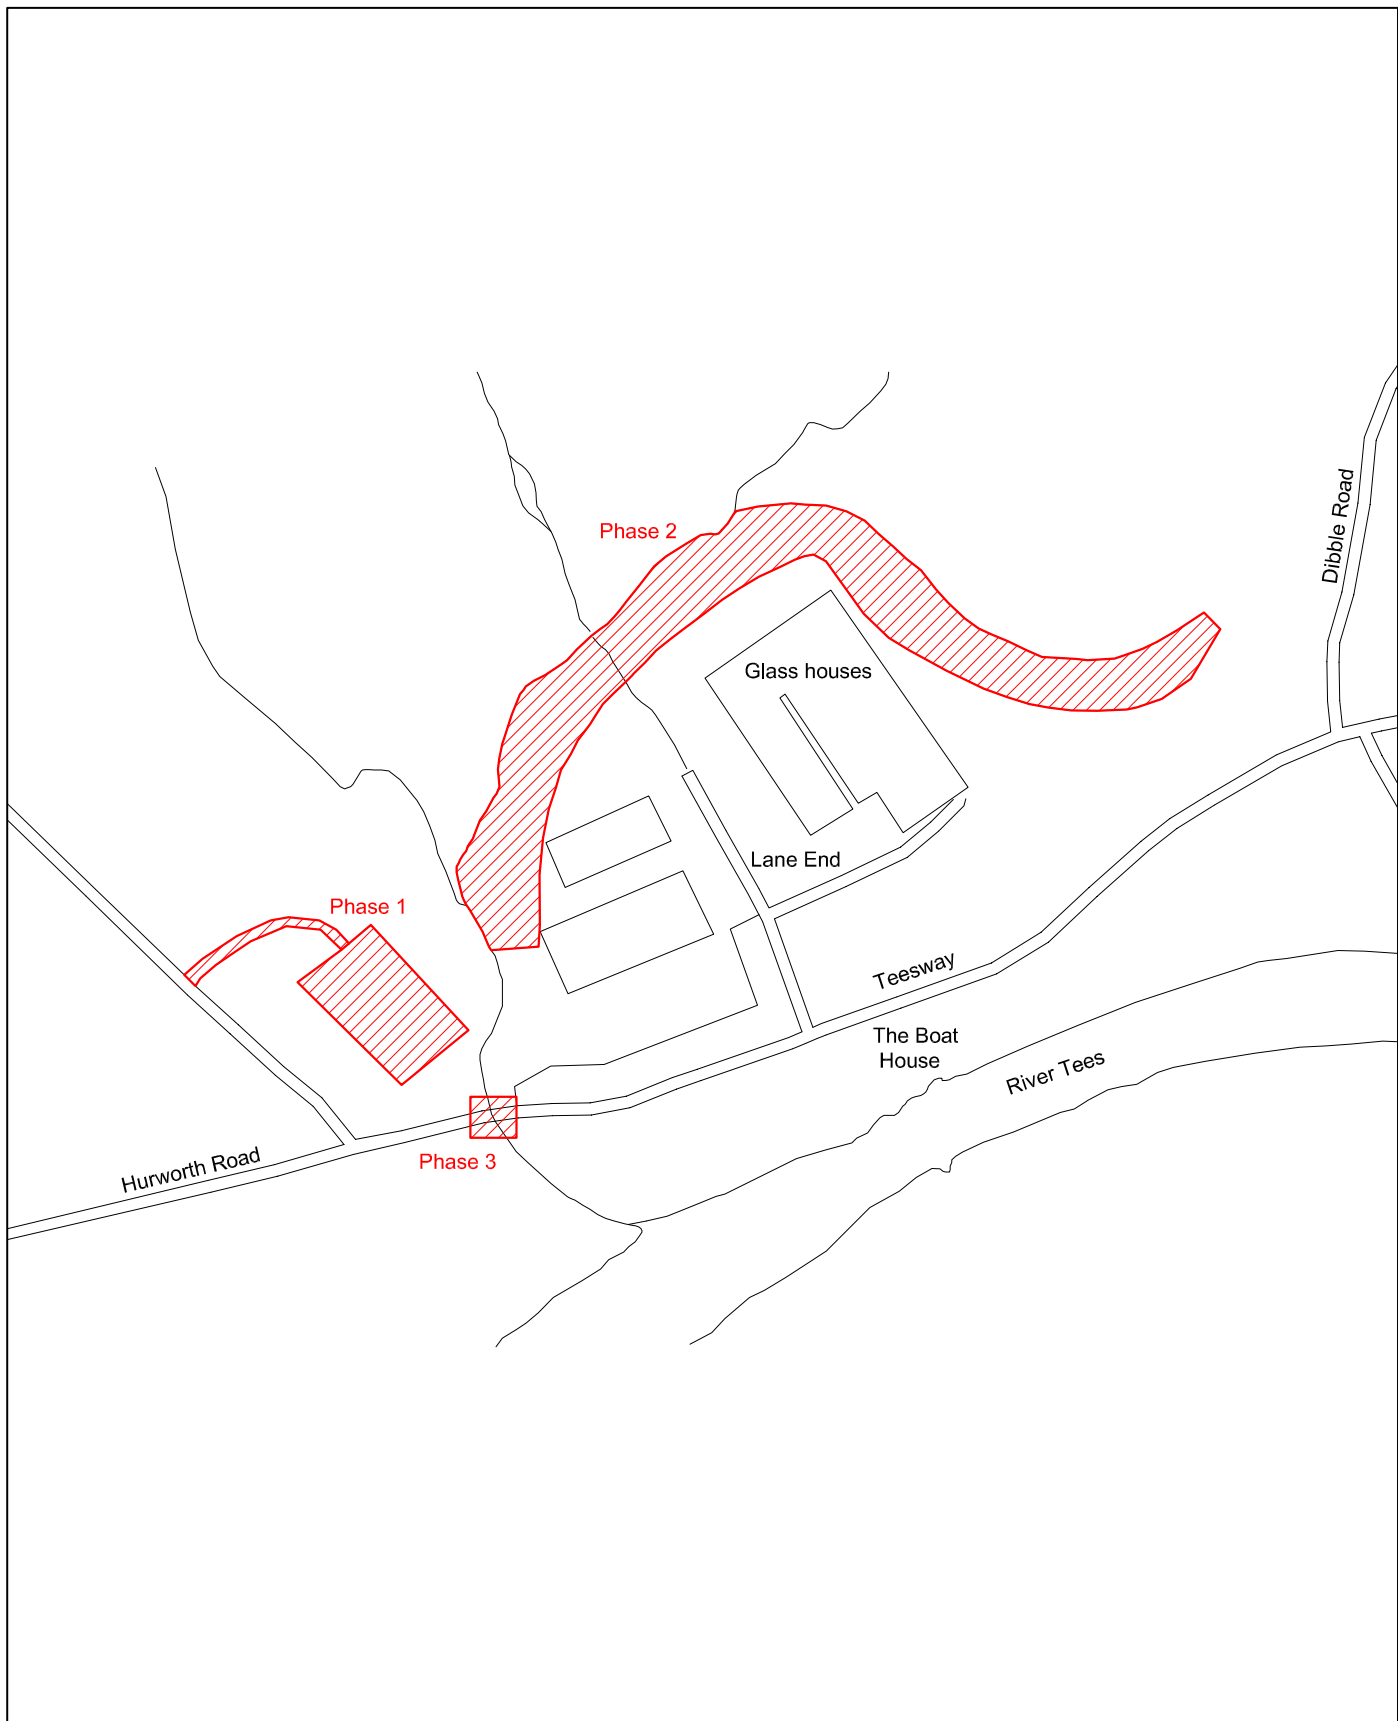 Dibble Road
Phase 2
Glass houses
Lane End
Phase 1
Teesway
The Boat
House
River Tees
Hurworth Road
Phase 3